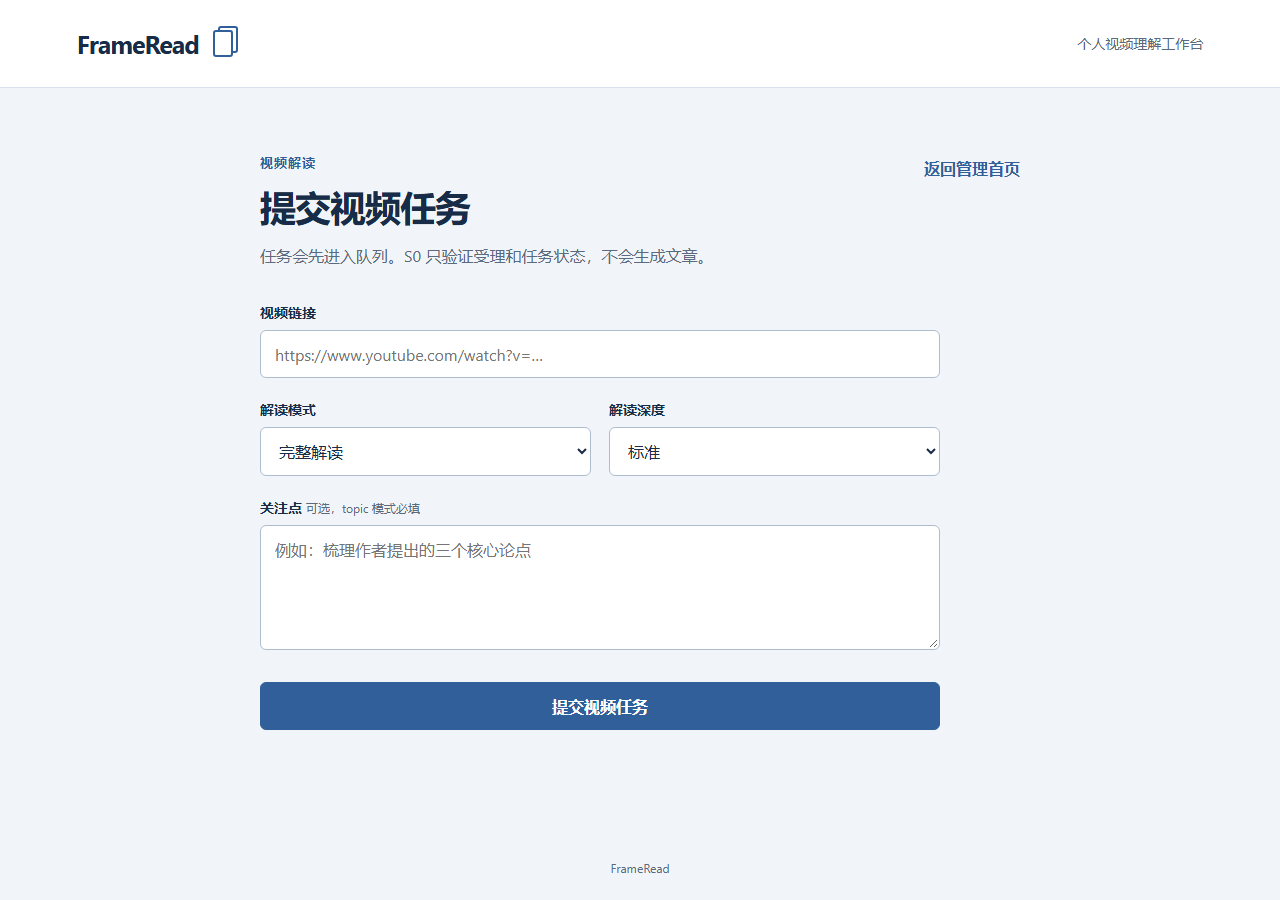 FrameRead
个人视频理解工作台
视频解读
返回管理首页
提交视频任务
任务会先进入队列。S0 只验证受理和任务状态，不会生成文章。
视频链接
https://www.youtube.com/watch?v=...
解读模式
解读深度
完整解读
标准
关注点 可选，topic 模式必填
例如：梳理作者提出的三个核心论点
提交视频任务
FrameRead